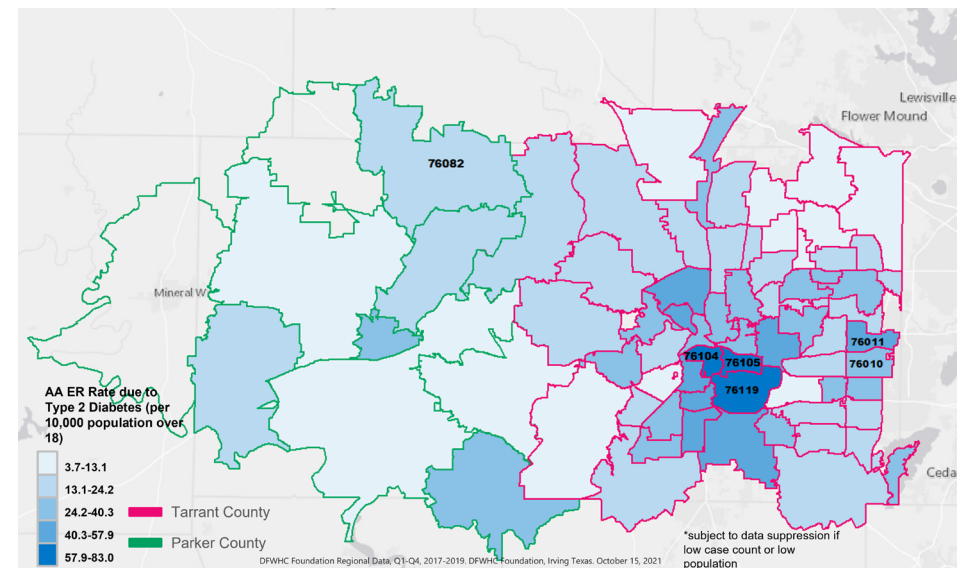 Lewisville
Flower Mound
76082
Mineral W
76011
76104
76105
76010
76119
AA ER Rate due to
Type 2 Diabetes (per
10,000 population over
18)
3.7-13.1
13.1-24.2
24.2-40.3
40.3-57.9
57.9-83.0
Tarrant County
Parker County
Ceda
*subject to data suppression if
low case count or low
population
DFWHC Foundation Regional Data, Q1-Q4, 2017-2019. DFWHC Foundation, Irving Texas. October 15, 2021